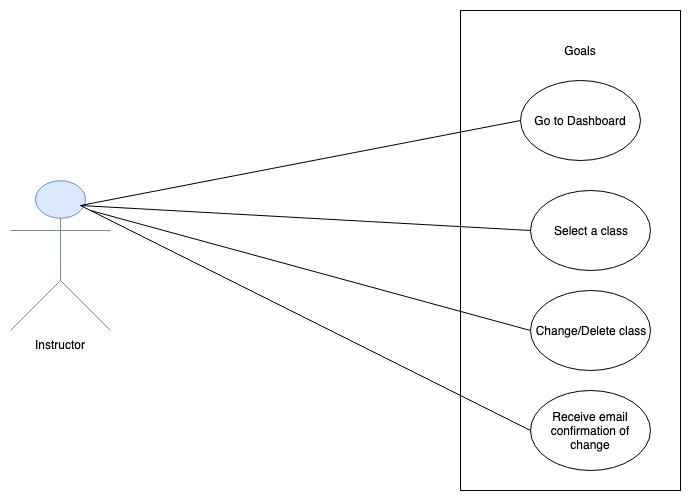 Goals
Go to Dashboard
Select a class
Change/Delete class
Instructor
Receive email
confirmation of
change